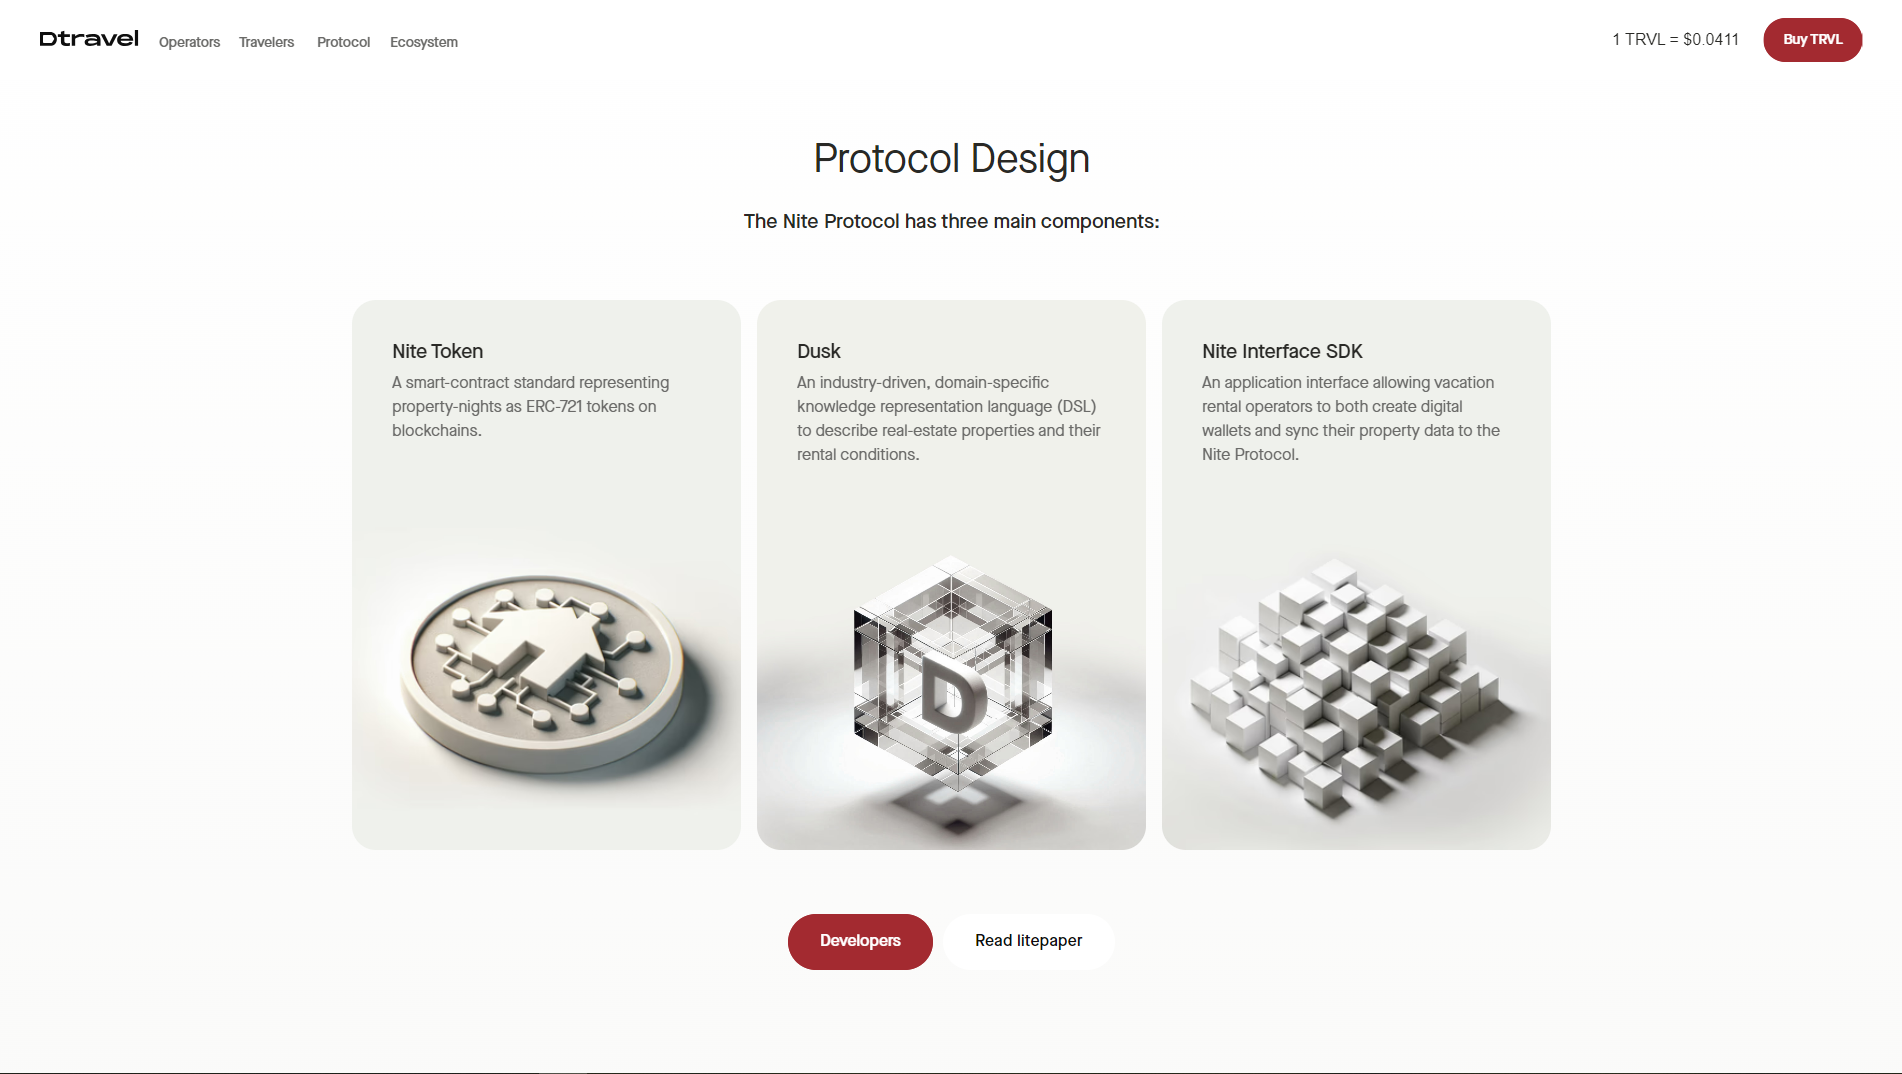 Dtravel
Operators
Travelers
Protocol
Ecosystem
1 TRVL = $0.0411
Buy TRVL
Protocol Design
The Nite Protocol has three main components:
Nite Token
A smart-contract standard representing
property-nights as ERC-721 tokens on
blockchains.
Dusk
An industry-driven, domain-specific
knowledge representation language (DSL)
to describe real-estate properties and their
rental conditions.
D
Nite Interface SDK
An application interface allowing vacation
rental operators to both create digital
wallets and sync their property data to the
Nite Protocol.
Developers
Read litepaper